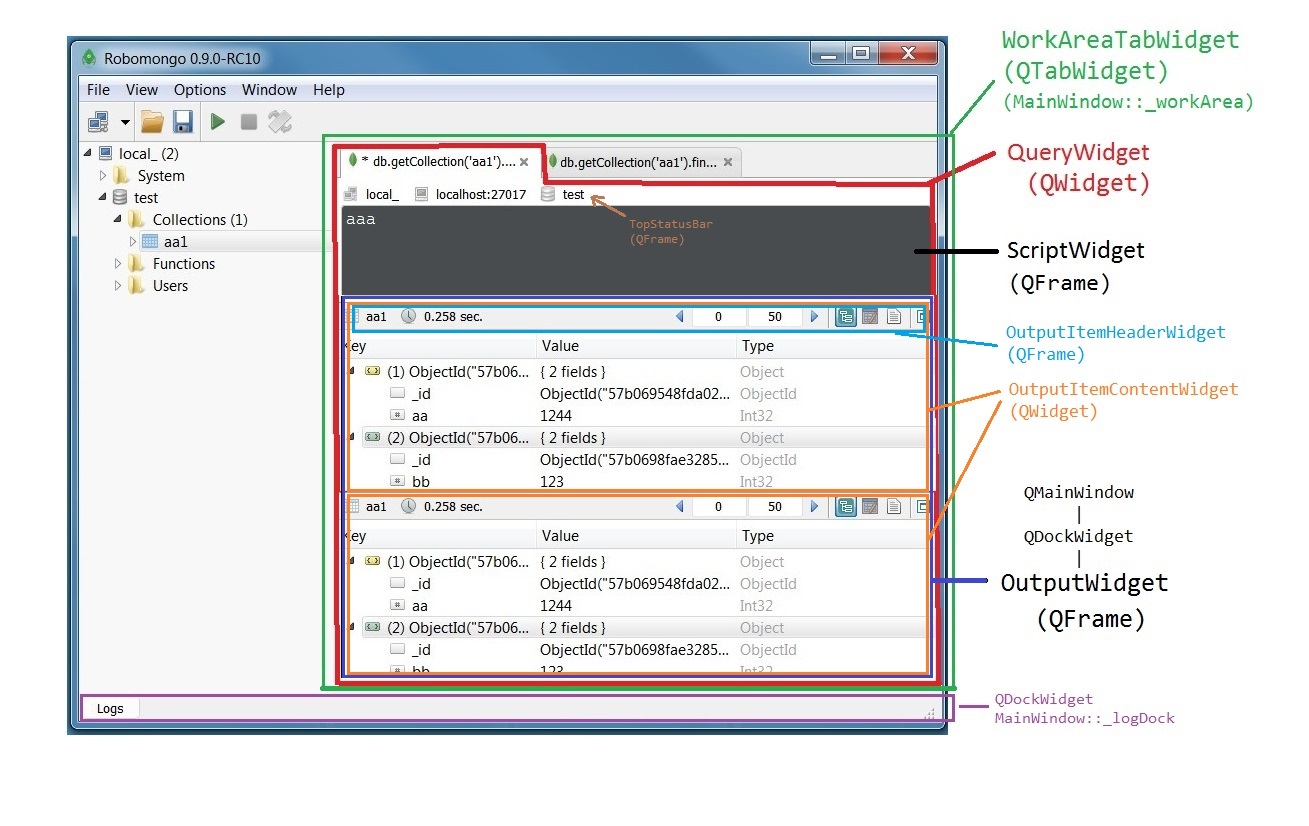 Robomongo 0.9.0-RC10
File View Options Window Help
local_ (2)
System
test
Collections (1)
aa1
Functions
Users
* db.getCollection('aa1')....
db.getCollection('aa1').fin...
local_ localhost:27017 test
aaa
TopStatusBar
(QFrame)
aa1 0.258 sec. 0 50
Key Value Type
(1) ObjectId("57b06... { 2 fields } Object
_id ObjectId("57b069548fda02... ObjectId
aa 1244 Int32
(2) ObjectId("57b06... { 2 fields } Object
_id ObjectId("57b0698fae3285... ObjectId
bb 123 Int32
aa1 0.258 sec. 0 50
Key Value Type
(1) ObjectId("57b06... { 2 fields } Object
_id ObjectId("57b069548fda02... ObjectId
aa 1244 Int32
(2) ObjectId("57b06... { 2 fields } Object
_id ObjectId("57b0698fae3285... ObjectId
bb 123 Int32
Logs
WorkAreaTabWidget
(QTabWidget)
(MainWindow::_workArea)
QueryWidget
(QWidget)
ScriptWidget
(QFrame)
OutputItemHeaderWidget
(QFrame)
OutputItemContentWidget
(QWidget)
QMainWindow
|
QDockWidget
|
OutputWidget
(QFrame)
QDockWidget
MainWindow::_logDock